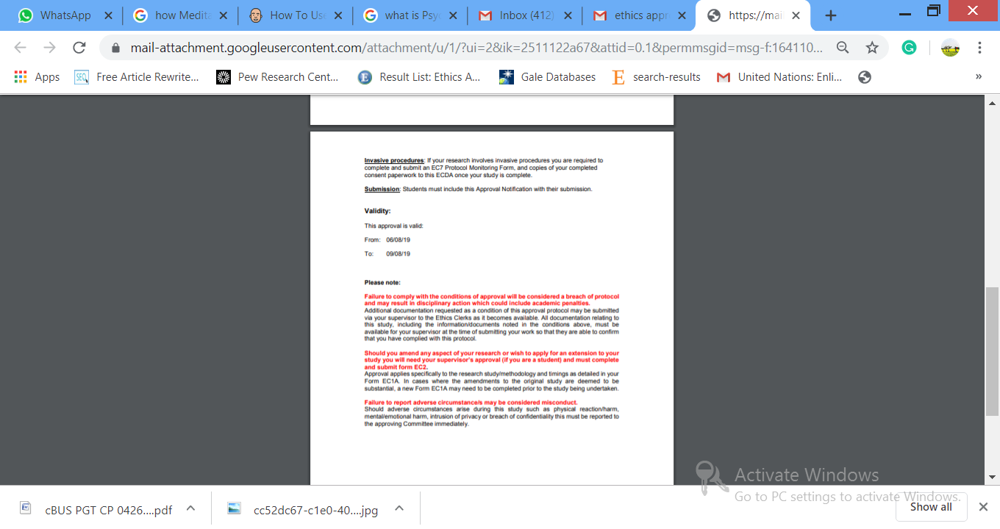 WhatsApp
how Medita
How To Use
what is Psy
Inbox (412)
ethics appr
https://mai
mail-attachment.googleusercontent.com/attachment/u/1/?ui=2&ik=2511122a67&attid=0.1&permmsgid=msg-f:164110...
Apps
SEO
Free Article Rewrite...
Pew Research Cent...
Result List: Ethics A...
Gale Databases
E search-results
United Nations: Enli...
»
Invasive procedures: If your research involves invasive procedures you are required to
complete and submit an EC7 Protocol Monitoring Form, and copies of your completed
consent paperwork to this ECDA once your study is complete.
Submission: Students must include this Approval Notification with their submission.
Validity:
This approval is valid:
From: 06/08/19
To: 09/08/19
Please note:
Failure to comply with the conditions of approval will be considered a breach of protocol
and may result in disciplinary action which could include academic penalties.
Additional documentation requested as a condition of this approval protocol may be submitted
via your supervisor to the Ethics Clerks as it becomes available. All documentation relating to
this study, including the information/documents noted in the conditions above, must be
available for your supervisor at the time of submitting your work so that they are able to confirm
that you have complied with this protocol.
Should you amend any aspect of your research or wish to apply for an extension to your
study you will need your supervisor's approval (if you are a student) and must complete
and submit form EC2.
Approval applies specifically to the research study/methodology and timings as detailed in your
Form EC1A. In cases where the amendments to the original study are deemed to be
substantial, a new Form EC1A may need to be completed prior to the study being undertaken.
Failure to report adverse circumstance/s may be considered misconduct.
Should adverse circumstances arise during this study such as physical reaction/harm,
mental/emotional harm, intrusion of privacy or breach of confidentiality this must be reported to
the approving Committee immediately.
Activate Windows
Go to PC settings to activate Windows.
cBUS PGT CP 0426....pdf
cc52dc67-c1e0-40....jpg
Show all